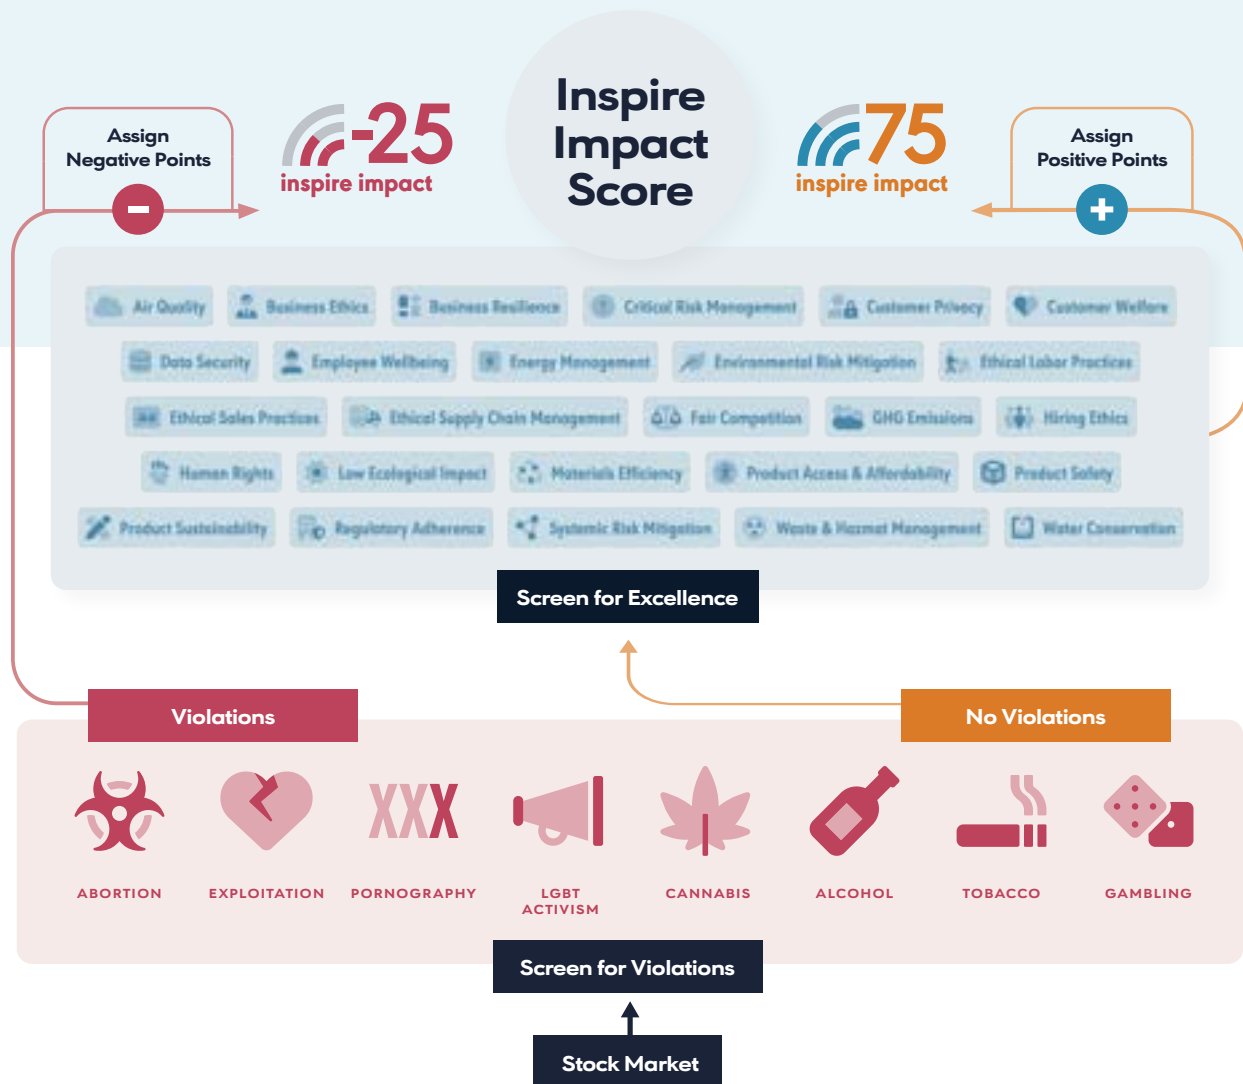 Inspire
Impact
Score
Assign
Negative Points
-25
inspire impact
75
inspire impact
Assign
Positive Points
Air Quality
Business Ethics
Business Resilience
Critical Risk Management
Customer Privacy
Customer Welfare
Data Security
Employee Wellbeing
Energy Management
Environmental Risk Mitigation
Ethical Labor Practices
Ethical Sales Practices
Ethical Supply Chain Management
Fair Competition
GHG Emissions
Hiring Ethics
Human Rights
Low Ecological Impact
Materials Efficiency
Product Access & Affordability
Product Safety
Product Sustainability
Regulatory Adherence
Systemic Risk Mitigation
Waste & Hazmat Management
Water Conservation
Screen for Excellence
Violations
No Violations
XXX
ABORTION
EXPLOITATION
PORNOGRAPHY
LGBT
ACTIVISM
CANNABIS
ALCOHOL
TOBACCO
GAMBLING
Screen for Violations
Stock Market